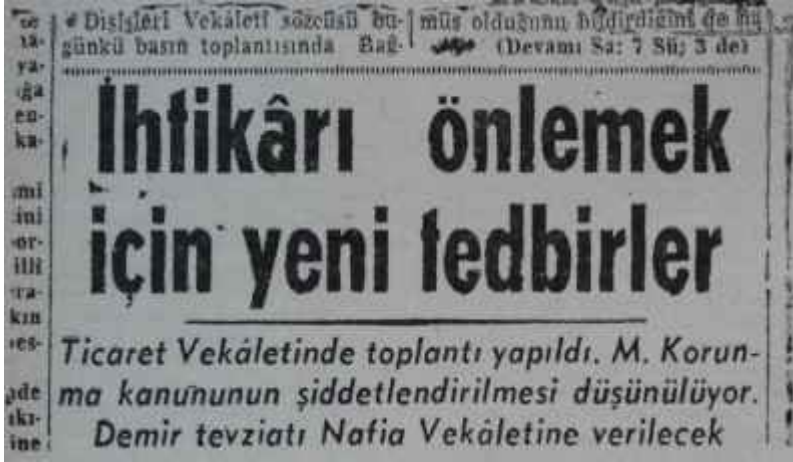 Dışişleri Vekâleti sözcüsü bu-
günkü basın toplantısında Bağ-
müş olduğunu bildirdiğini de
(Devamı Sa: 7 Sü; 3 de)
İhtikârı önlemek
için yeni tedbirler
Ticaret Vekâletinde toplantı yapıldı. M. Korun-
ma kanununun şiddetlendirilmesi düşünülüyor.
Demir tevziatı Nafia Vekâletine verilecek